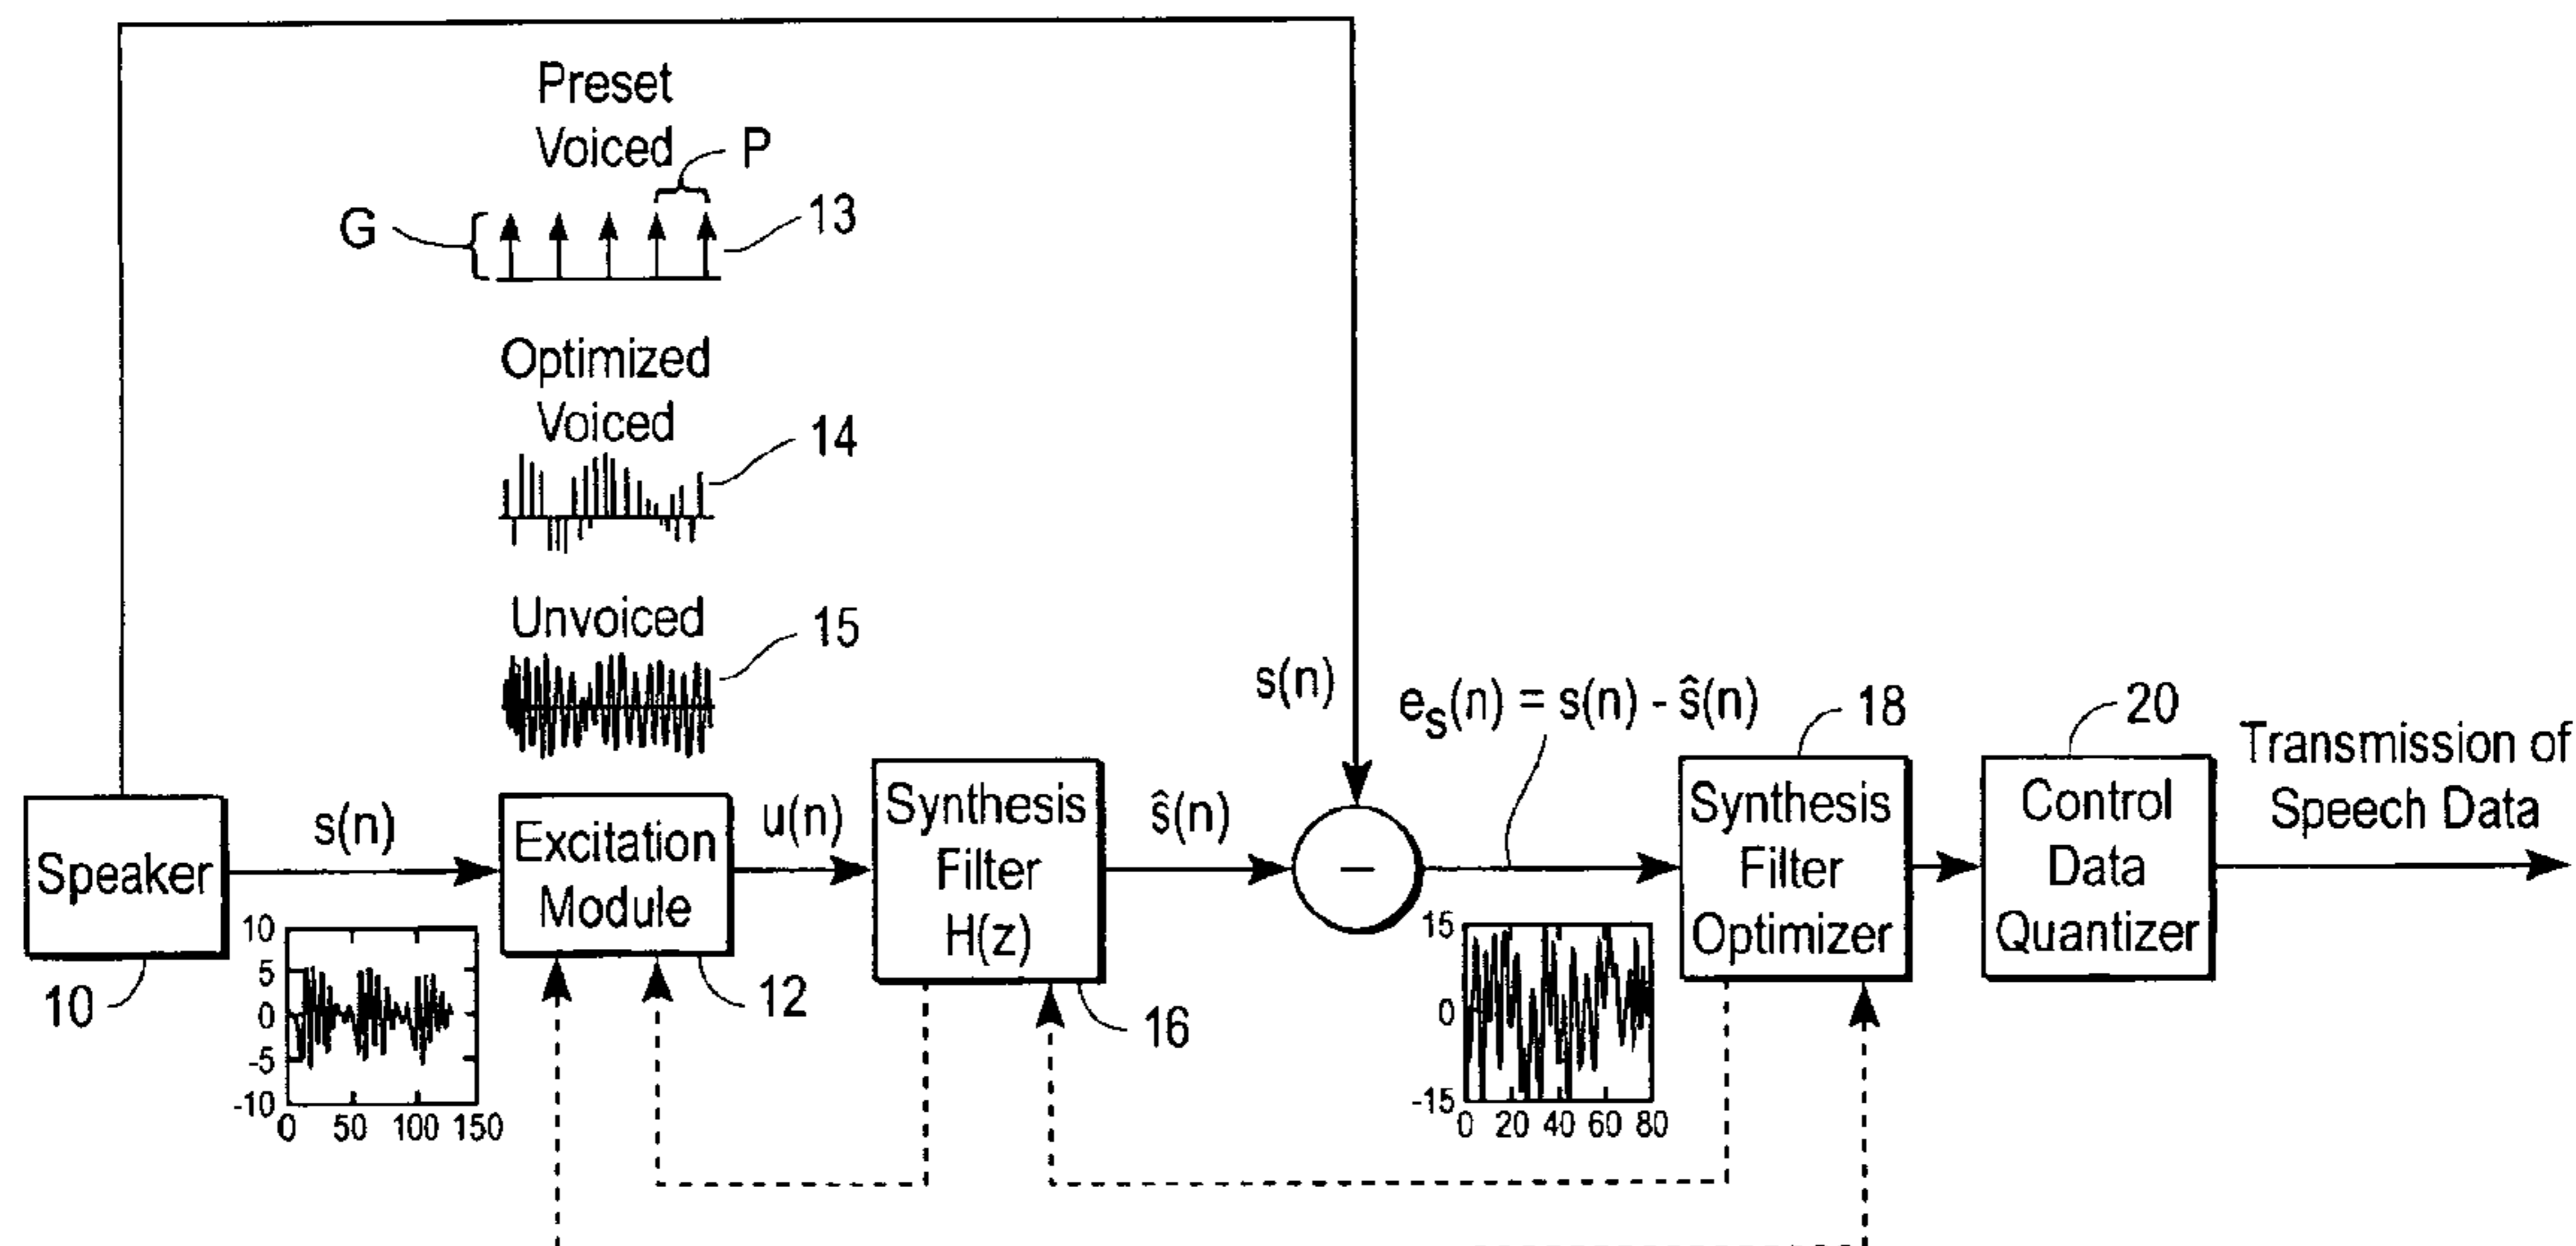 Preset
Voiced
P
G
13
Optimized
Voiced
14
Unvoiced
15
s(n)
e_s(n) = s(n) - ŝ(n)
18
20
Transmission of
Speech Data
Speaker
s(n)
Excitation
Module
u(n)
Synthesis
Filter
H(z)
ŝ(n)
−
Synthesis
Filter
Optimizer
Control
Data
Quantizer
10
12
16
10
5
0
-5
-10
0 50 100 150
15
0
-15
0 20 40 60 80